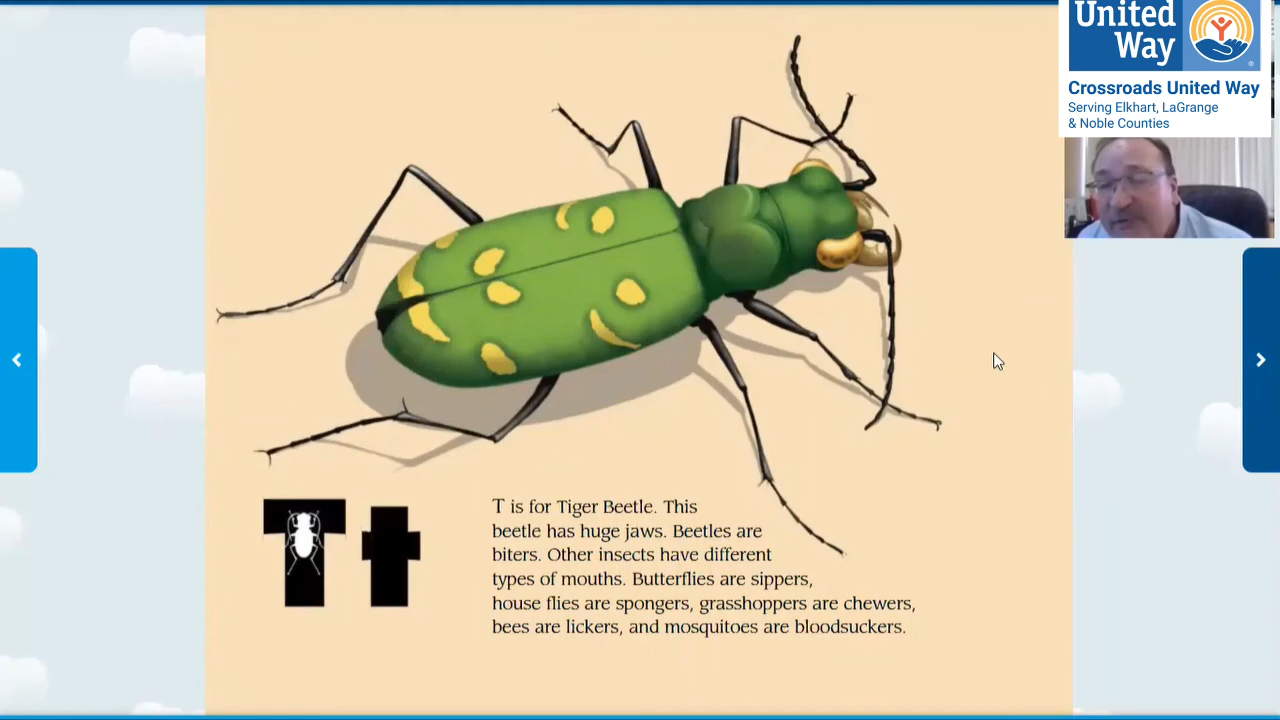 United
Way
®
Crossroads United Way
Serving Elkhart, LaGrange
& Noble Counties
T t
T is for Tiger Beetle. This
beetle has huge jaws. Beetles are
biters. Other insects have different
types of mouths. Butterflies are sippers,
house flies are spongers, grasshoppers are chewers,
bees are lickers, and mosquitoes are bloodsuckers.